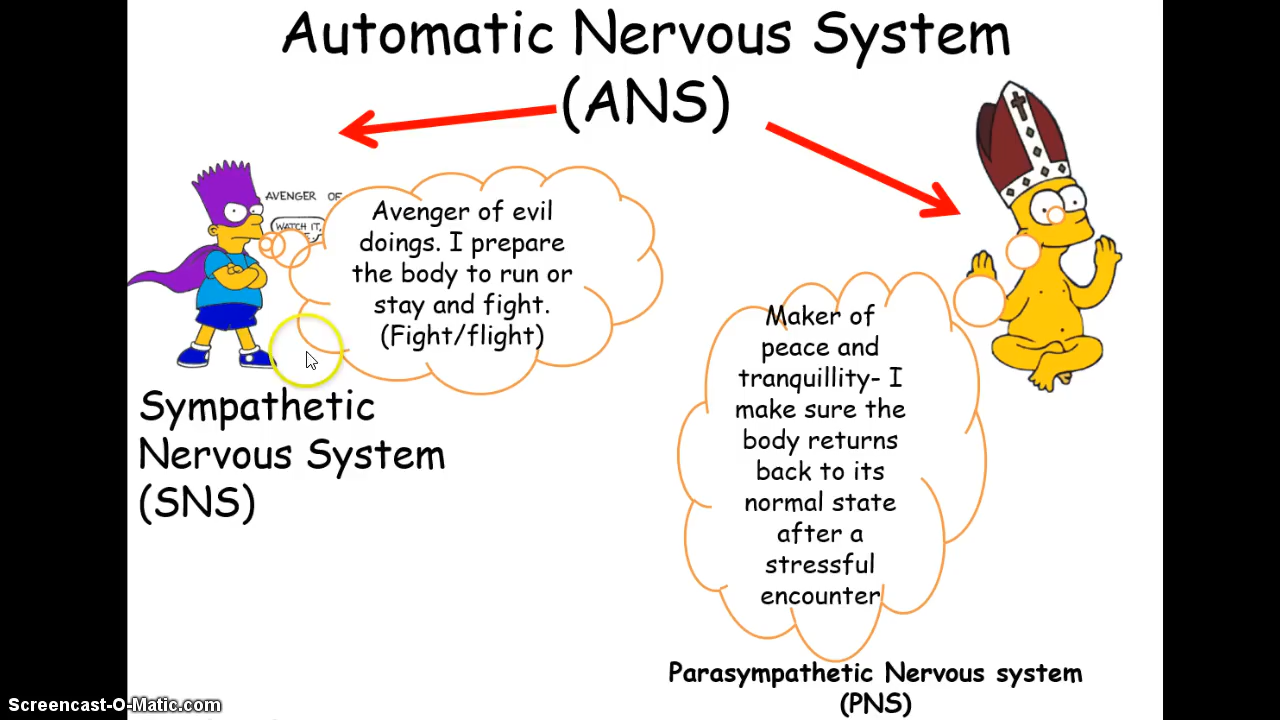 Automatic Nervous System
(ANS)
AVENGER OF
WATCH IT,
Avenger of evil
doings. I prepare
the body to run or
stay and fight.
(Fight/flight)
Sympathetic
Nervous System
(SNS)
Maker of
peace and
tranquillity- I
make sure the
body returns
back to its
normal state
after a
stressful
encounter
Parasympathetic Nervous system
(PNS)
Screencast-O-Matic.com